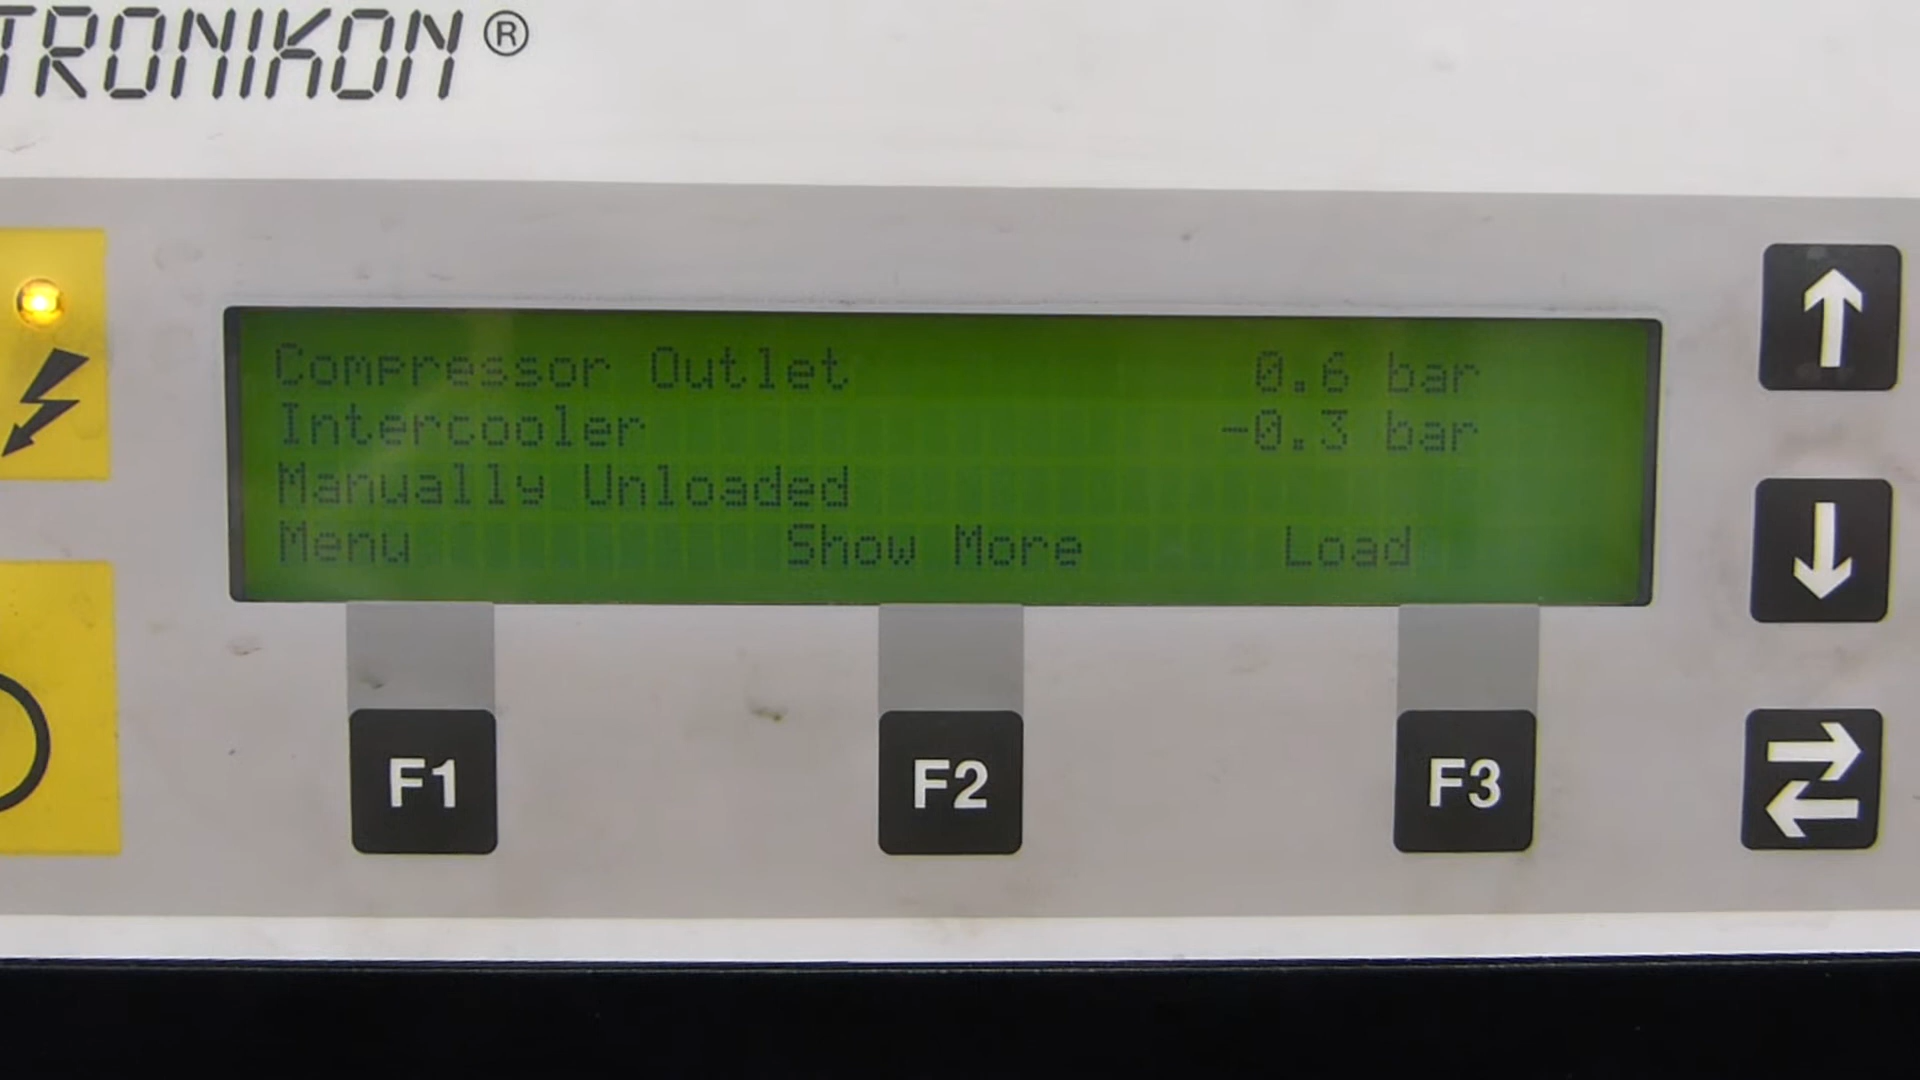 TRONIKON®
Compressor Outlet 0.6 bar
Intercooler -0.3 bar
Manually Unloaded
Menu Show More Load
F1 F2 F3